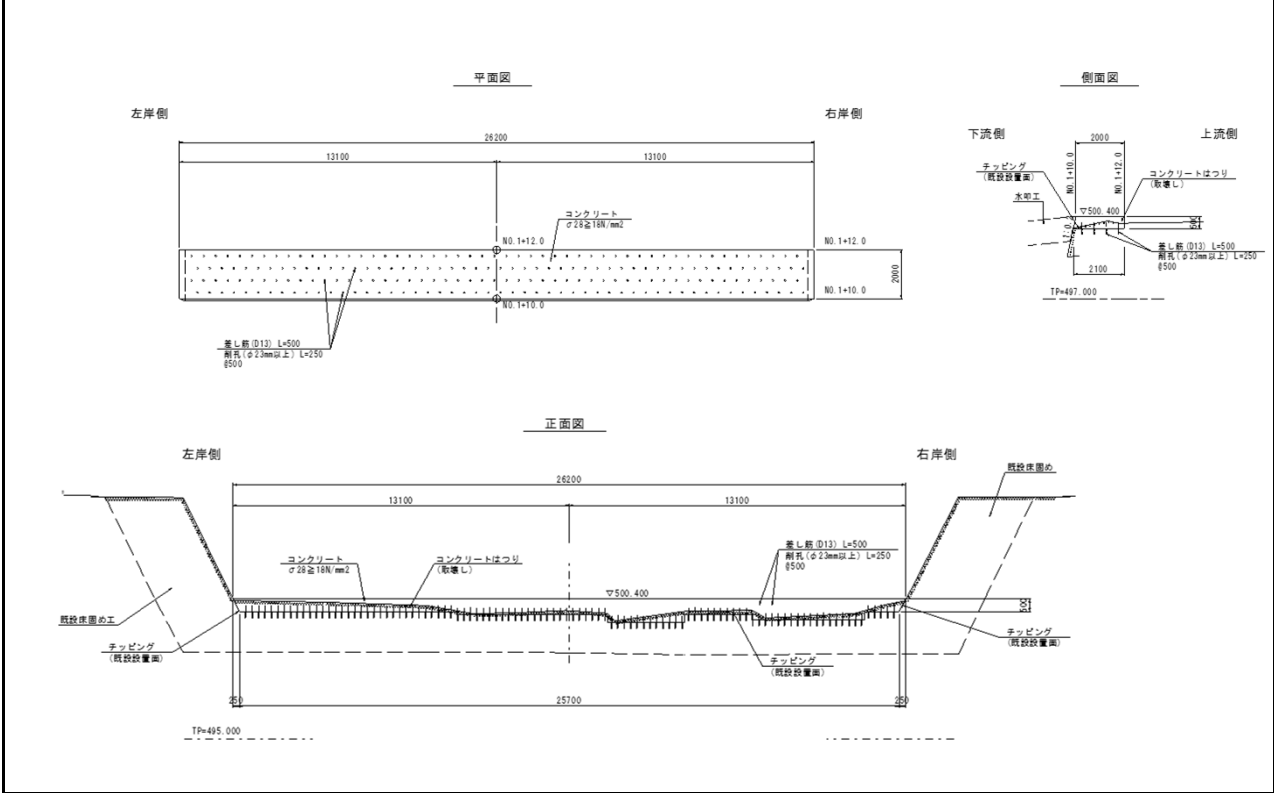 平面図
左岸側
右岸側
26200
13100
13100
コンクリート
σ28≧18N/mm2
NO.1+12.0
NO.1+12.0
2000
NO.1+10.0
NO.1+10.0
差し筋(D13) L=500
削孔(φ23mm以上) L=250
@500
側面図
下流側
上流側
2000
チッピング
(既設設置面)
NO.1+10.0
NO.1+12.0
コンクリートはつり
(取壊し)
水叩工
▽500.400
500
差し筋(D13) L=500
削孔(φ23mm以上) L=250
@500
2100
TP=497.000
正面図
左岸側
右岸側
既設床固め
26200
13100
13100
コンクリート
σ28≧18N/mm2
コンクリートはつり
(取壊し)
差し筋(D13) L=500
削孔(φ23mm以上) L=250
@500
▽500.400
500
既設床固め工
チッピング
(既設設置面)
チッピング
(既設設置面)
チッピング
(既設設置面)
250
25700
250
TP=495.000